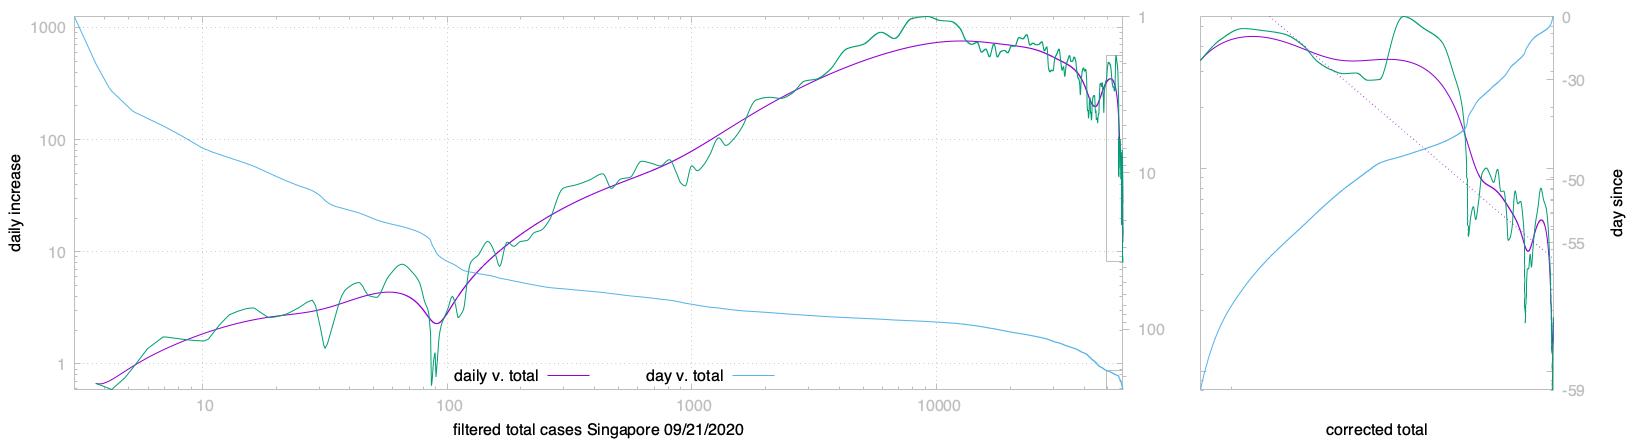 1000
100
10
1
daily increase
10
100
1000
10000
filtered total cases Singapore 09/21/2020
daily v. total
day v. total
1
10
100
0
-30
-50
-55
-59
day since
corrected total